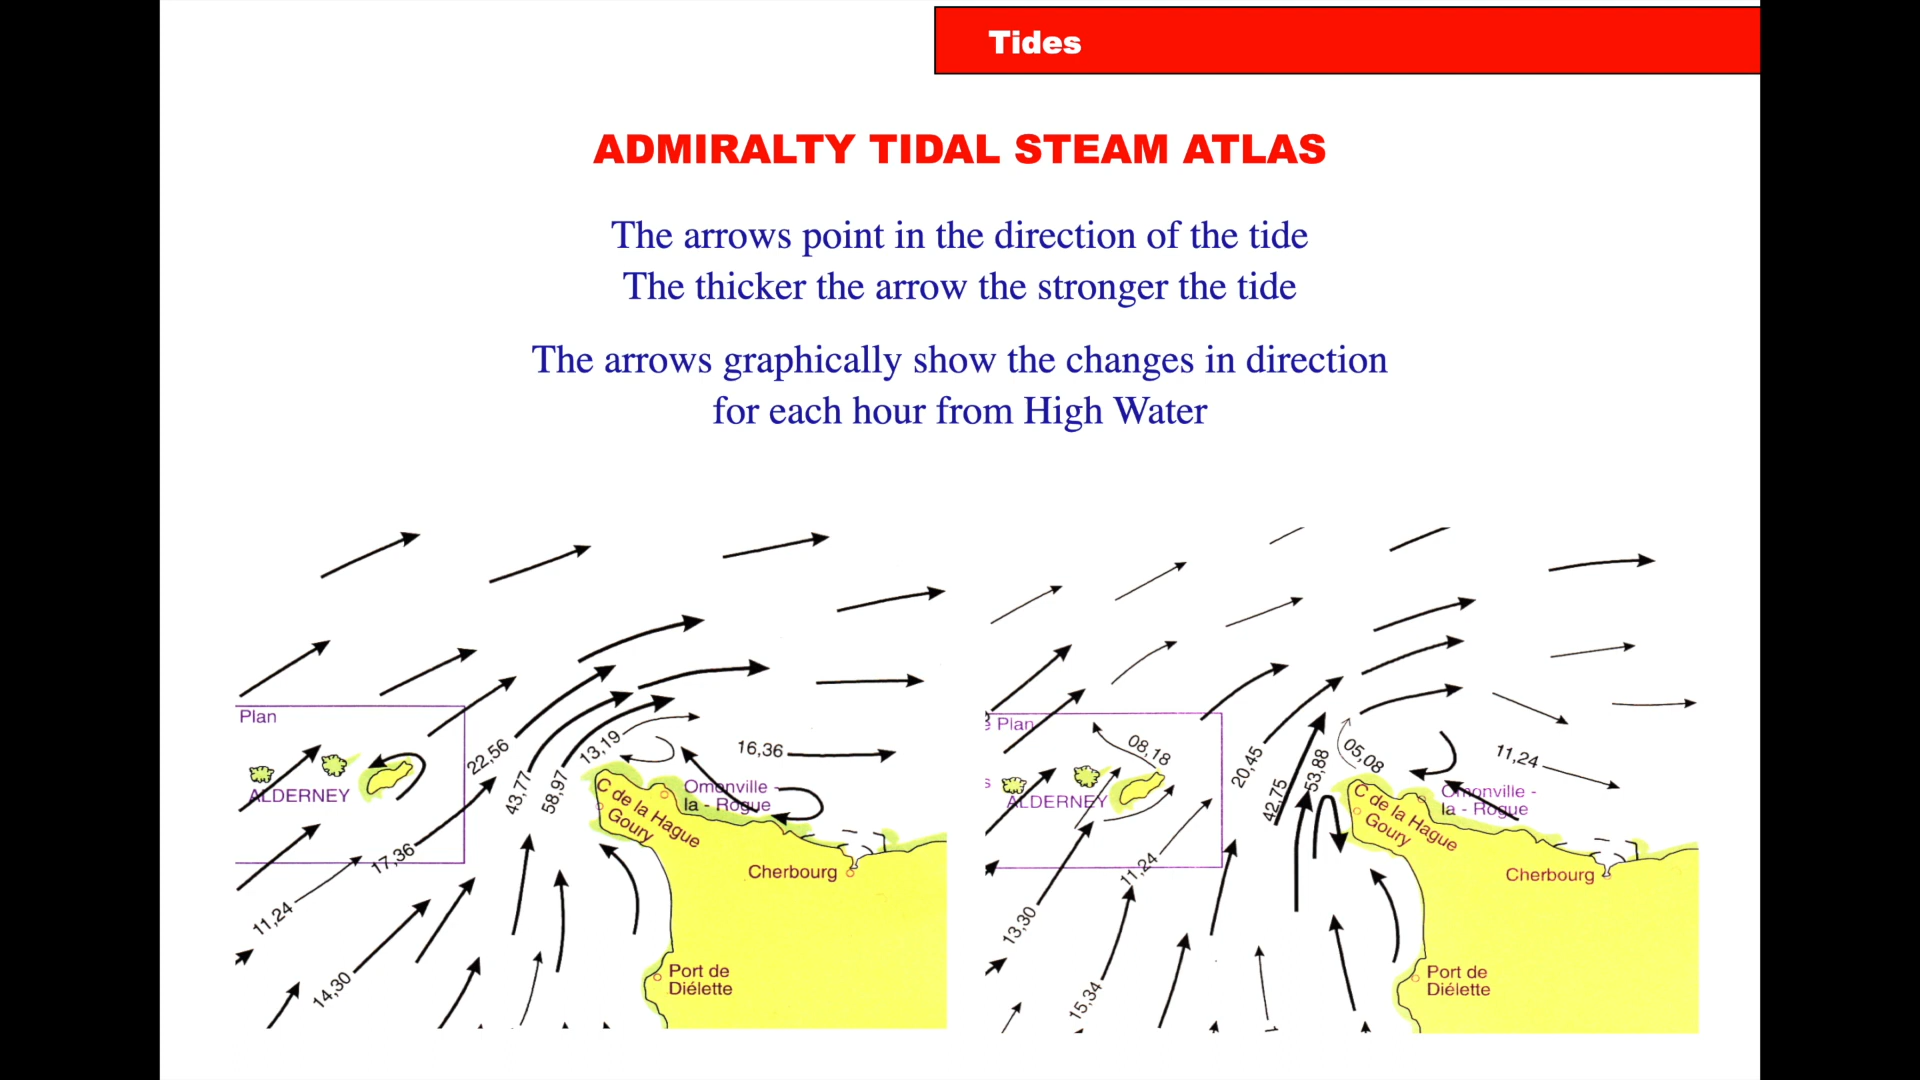 Tides
ADMIRALTY TIDAL STEAM ATLAS
The arrows point in the direction of the tide
The thicker the arrow the stronger the tide
The arrows graphically show the changes in direction
for each hour from High Water
Plan
ALDERNEY
22,56
43,77
58,97
13,19
16,36
17,36
11,24
14,30
Omonville -
la - Rogue
C de la Hague
Goury
Cherbourg
Port de
Diélette
e Plan
s
ALDERNEY
08,18
20,45
42,75
53,88
05,08
11,24
11,24
13,30
15,34
Omonville -
la - Rogue
C de la Hague
Goury
Cherbourg
Port de
Diélette